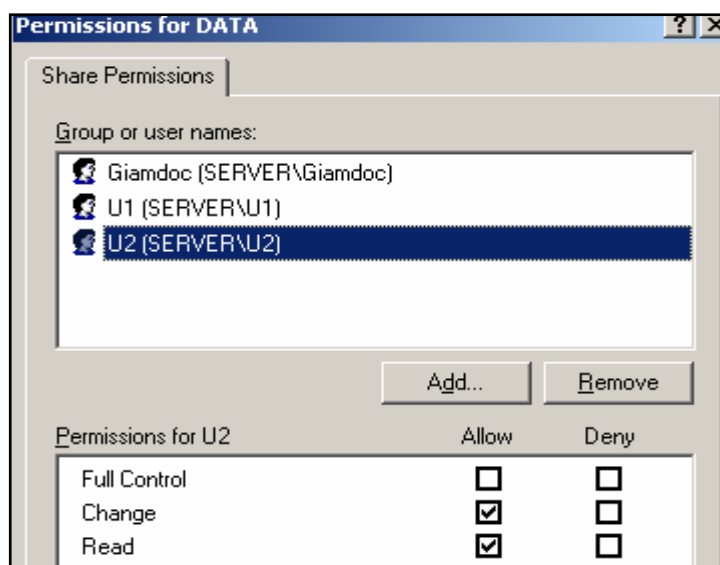 Permissions for DATA
Share Permissions
Group or user names:
Giamdoc (SERVER\Giamdoc)
U1 (SERVER\U1)
U2 (SERVER\U2)
Add... Remove
Permissions for U2 Allow Deny
Full Control
Change
Read